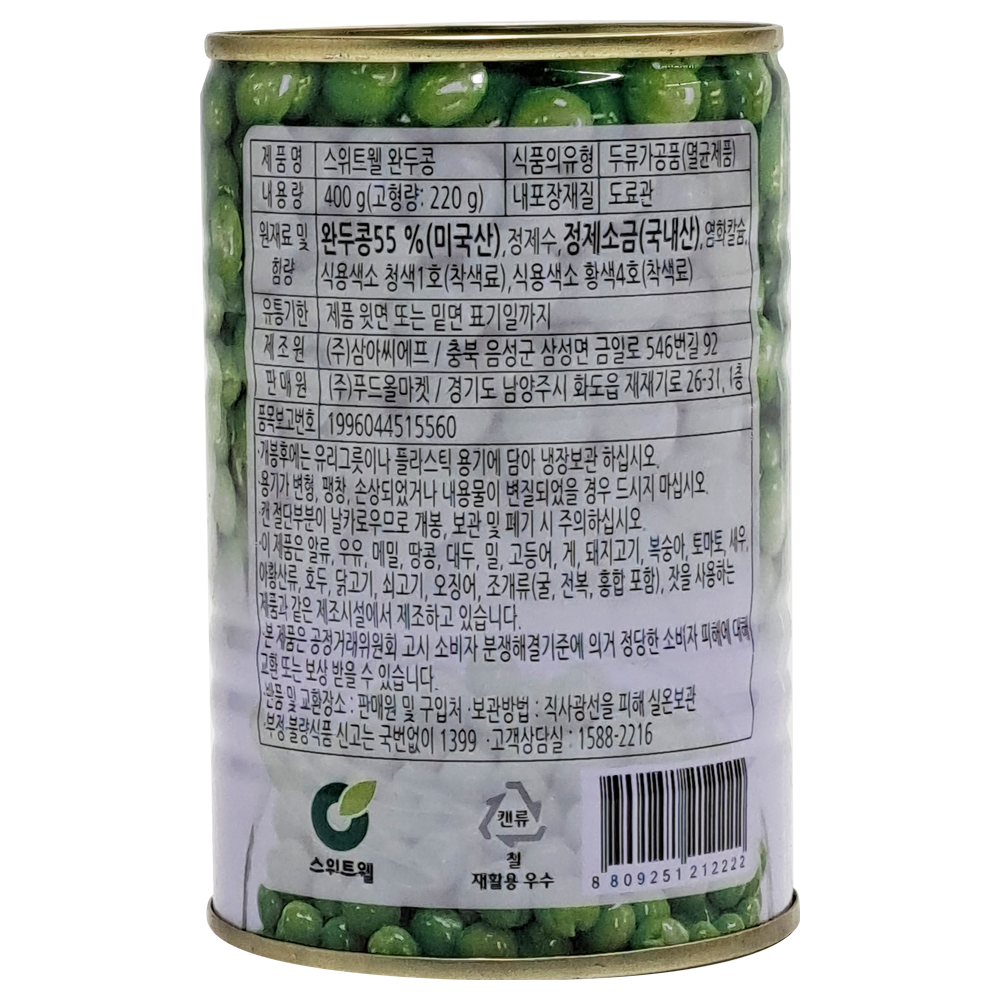 제품명 스위트웰 완두콩 식품의유형 두류가공품(멸균제품)
내용량 400 g(고형량: 220 g) 내포장재질 도료관
원재료 및 완두콩55 %(미국산), 정제수, 정제소금(국내산), 염화칼슘,
함량 식용색소 청색1호(착색료), 식용색소 황색4호(착색료)
유통기한 제품 윗면 또는 밑면 표기일까지
제조원 (주)삼아씨에프 / 충북 음성군 삼성면 금일로 546번길 92
판매원 (주)푸드올마켓 / 경기도 남양주시 화도읍 재재기로 26-31, 1층
품목보고번호 1996044515560
·개봉후에는 유리그릇이나 플라스틱 용기에 담아 냉장보관 하십시오.
·용기가 변형, 팽창, 손상되었거나 내용물이 변질되었을 경우 드시지 마십시오.
·캔 절단부분이 날카로우므로 개봉, 보관 및 폐기 시 주의하십시오.
·이 제품은 알류, 우유, 메밀, 땅콩, 대두, 밀, 고등어, 게, 돼지고기, 복숭아, 토마토, 새우,
아황산류, 호두, 닭고기, 쇠고기, 오징어, 조개류(굴, 전복, 홍합 포함), 잣을 사용하는
제품과 같은 제조시설에서 제조하고 있습니다.
·본 제품은 공정거래위원회 고시 소비자 분쟁해결기준에 의거 정당한 소비자 피해에 대해
교환 또는 보상 받을 수 있습니다.
·반품 및 교환장소 : 판매원 및 구입처 ·보관방법 : 직사광선을 피해 실온보관
·부정·불량식품 신고는 국번없이 1399 ·고객상담실 : 1588-2216
스위트웰
캔류
철
재활용 우수
8 809251 212222